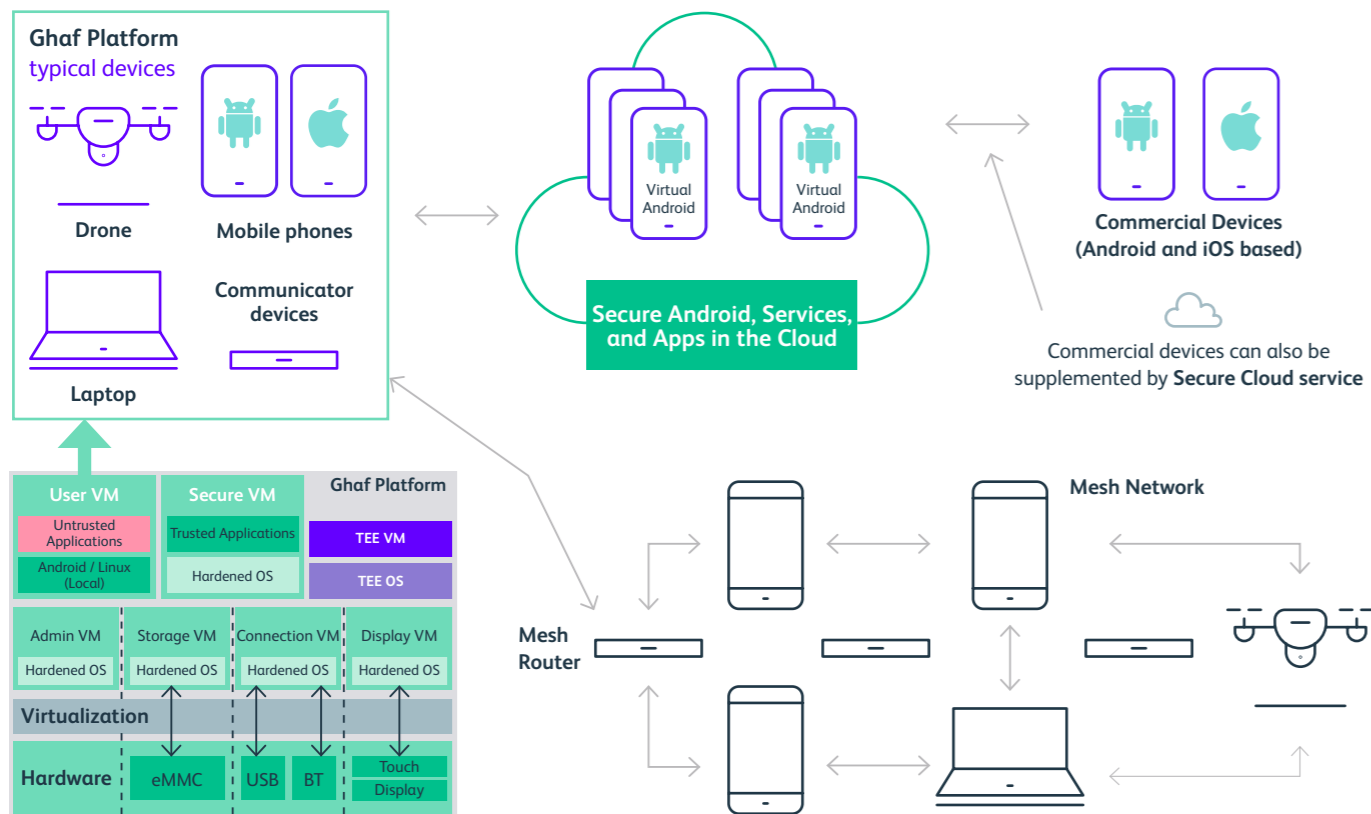 Ghaf Platform
typical devices
Drone
Mobile phones
Laptop
Communicator
devices
Virtual
Android
Virtual
Android
Secure Android, Services,
and Apps in the Cloud
Commercial Devices
(Android and iOS based)
Commercial devices can also be
supplemented by Secure Cloud service
Ghaf Platform
User VM
Untrusted
Applications
Android / Linux
(Local)
Secure VM
Trusted Applications
Hardened OS
TEE VM
TEE OS
Admin VM
Hardened OS
Storage VM
Hardened OS
Connection VM
Hardened OS
Display VM
Hardened OS
Virtualization
Hardware
eMMC
USB
BT
Touch
Display
Mesh Network
Mesh
Router